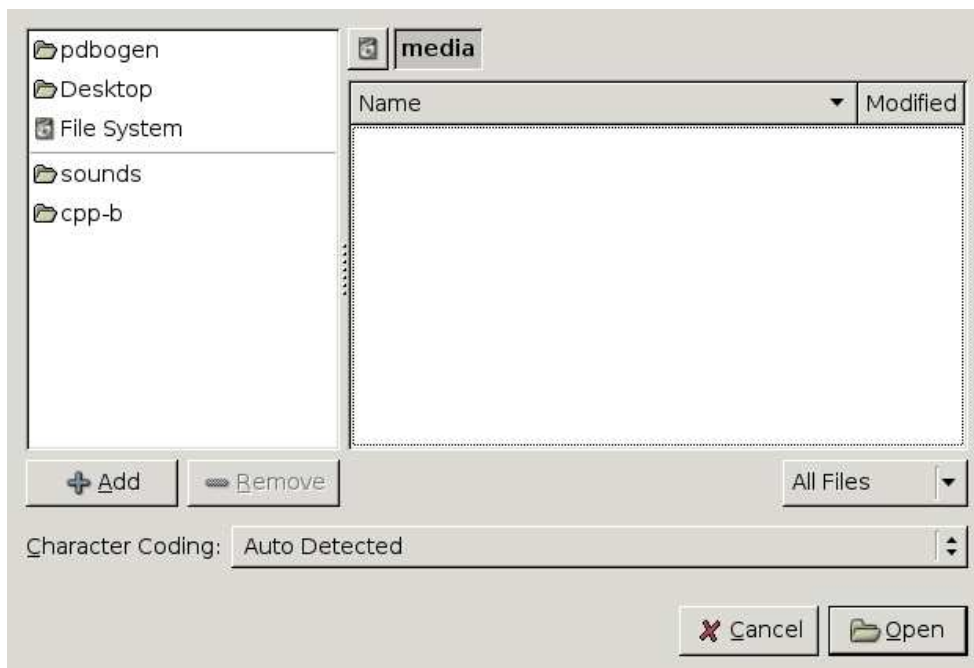 pdbogen
Desktop
File System
sounds
cpp-b
media
Name Modified
Add Remove All Files
Character Coding: Auto Detected
Cancel Open